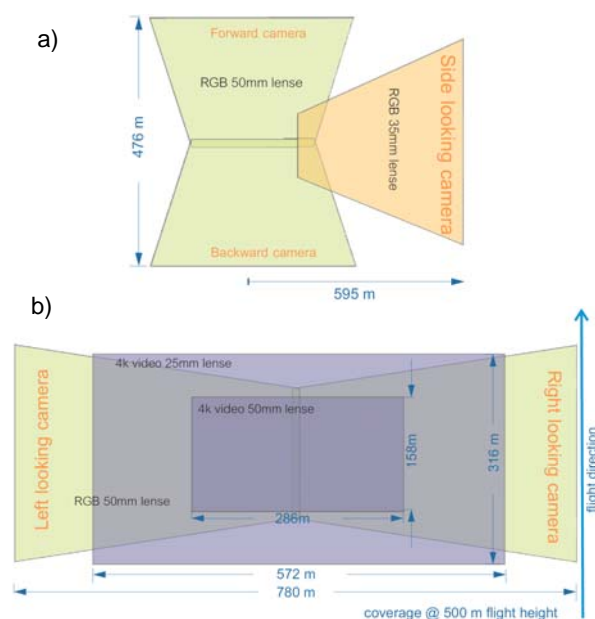 a)
Forward camera
RGB 50mm lense
476 m
RGB 35mm lense
Side looking camera
Backward camera
595 m
b)
4k video 25mm lense
4k video 50mm lense
Left looking camera
RGB 50mm lense
158m
316 m
Right looking camera
flight direction
286m
572 m
780 m
coverage @ 500 m flight height